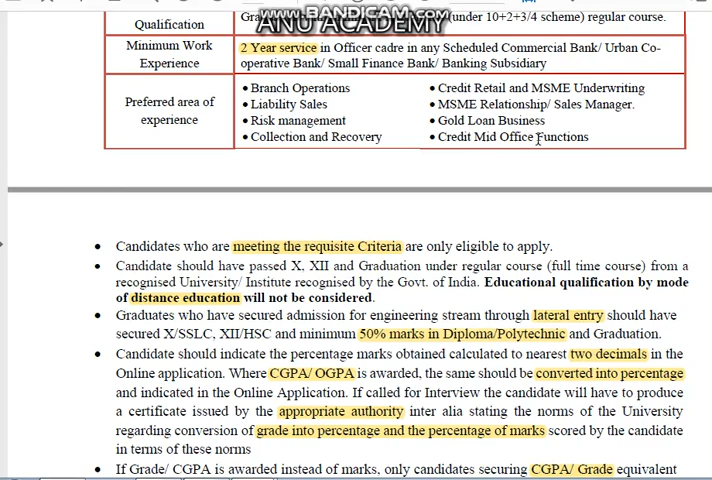 www.BANDICAM.com
ANU ACADEMY
Qualification
(under 10+2+3/4 scheme) regular course.
Minimum Work Experience
2 Year service in Officer cadre in any Scheduled Commercial Bank/ Urban Co-
operative Bank/ Small Finance Bank/ Banking Subsidiary
Preferred area of experience
• Branch Operations
• Liability Sales
• Risk management
• Collection and Recovery
• Credit Retail and MSME Underwriting
• MSME Relationship/ Sales Manager.
• Gold Loan Business
• Credit Mid Office Functions
• Candidates who are meeting the requisite Criteria are only eligible to apply.
• Candidate should have passed X, XII and Graduation under regular course (full time course) from a
recognised University/ Institute recognised by the Govt. of India. Educational qualification by mode
of distance education will not be considered.
• Graduates who have secured admission for engineering stream through lateral entry should have
secured X/SSLC, XII/HSC and minimum 50% marks in Diploma/Polytechnic and Graduation.
• Candidate should indicate the percentage marks obtained calculated to nearest two decimals in the
Online application. Where CGPA/ OGPA is awarded, the same should be converted into percentage
and indicated in the Online Application. If called for Interview the candidate will have to produce
a certificate issued by the appropriate authority inter alia stating the norms of the University
regarding conversion of grade into percentage and the percentage of marks scored by the candidate
in terms of these norms
• If Grade/ CGPA is awarded instead of marks, only candidates securing CGPA/ Grade equivalent